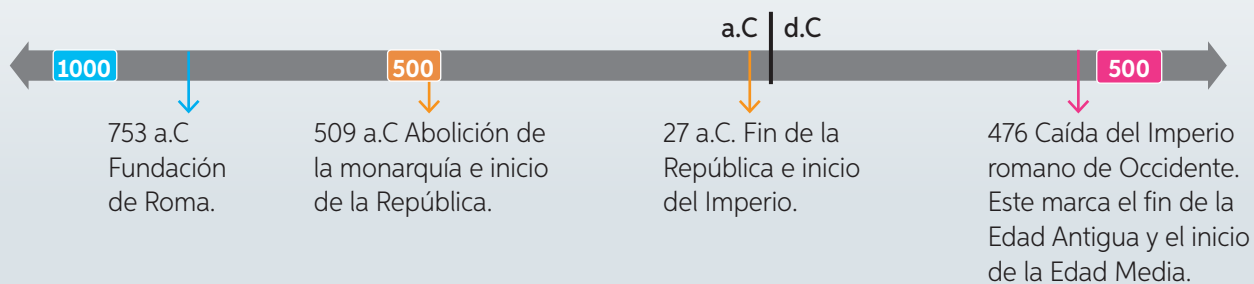 a.C d.C
1000 500 500
753 a.C
Fundación
de Roma.
509 a.C Abolición de
la monarquía e inicio
de la República.
27 a.C. Fin de la
República e inicio
del Imperio.
476 Caída del Imperio
romano de Occidente.
Este marca el fin de la
Edad Antigua y el inicio
de la Edad Media.